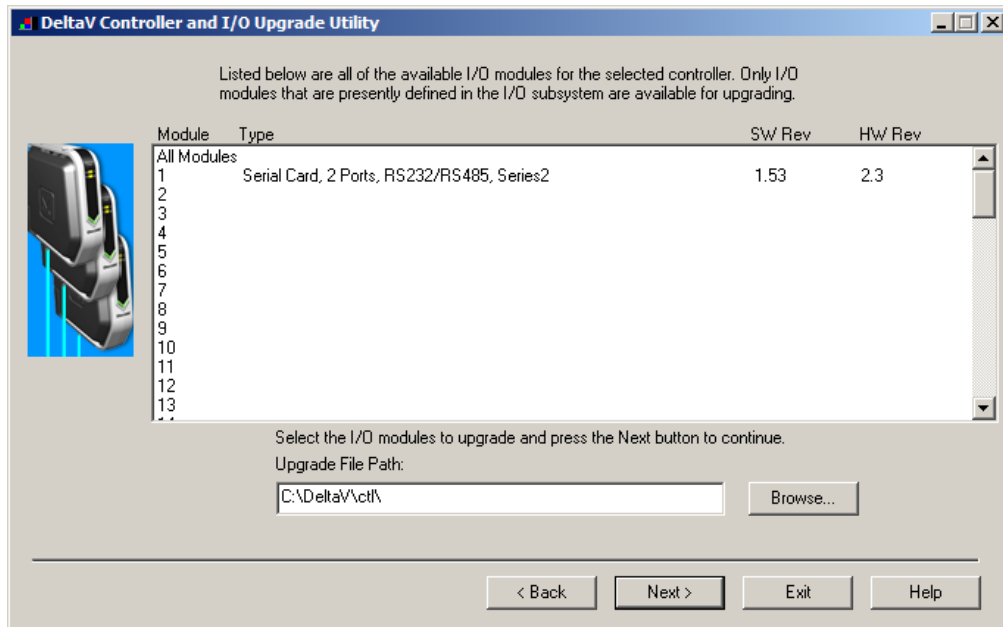 DeltaV Controller and I/O Upgrade Utility
Listed below are all of the available I/O modules for the selected controller. Only I/O
modules that are presently defined in the I/O subsystem are available for upgrading.
Module Type SW Rev HW Rev
All Modules
1 Serial Card, 2 Ports, RS232/RS485, Series2 1.53 2.3
2
3
4
5
6
7
8
9
10
11
12
13
Select the I/O modules to upgrade and press the Next button to continue.
Upgrade File Path:
C:\DeltaV\ctl\
Browse...
< Back Next > Exit Help